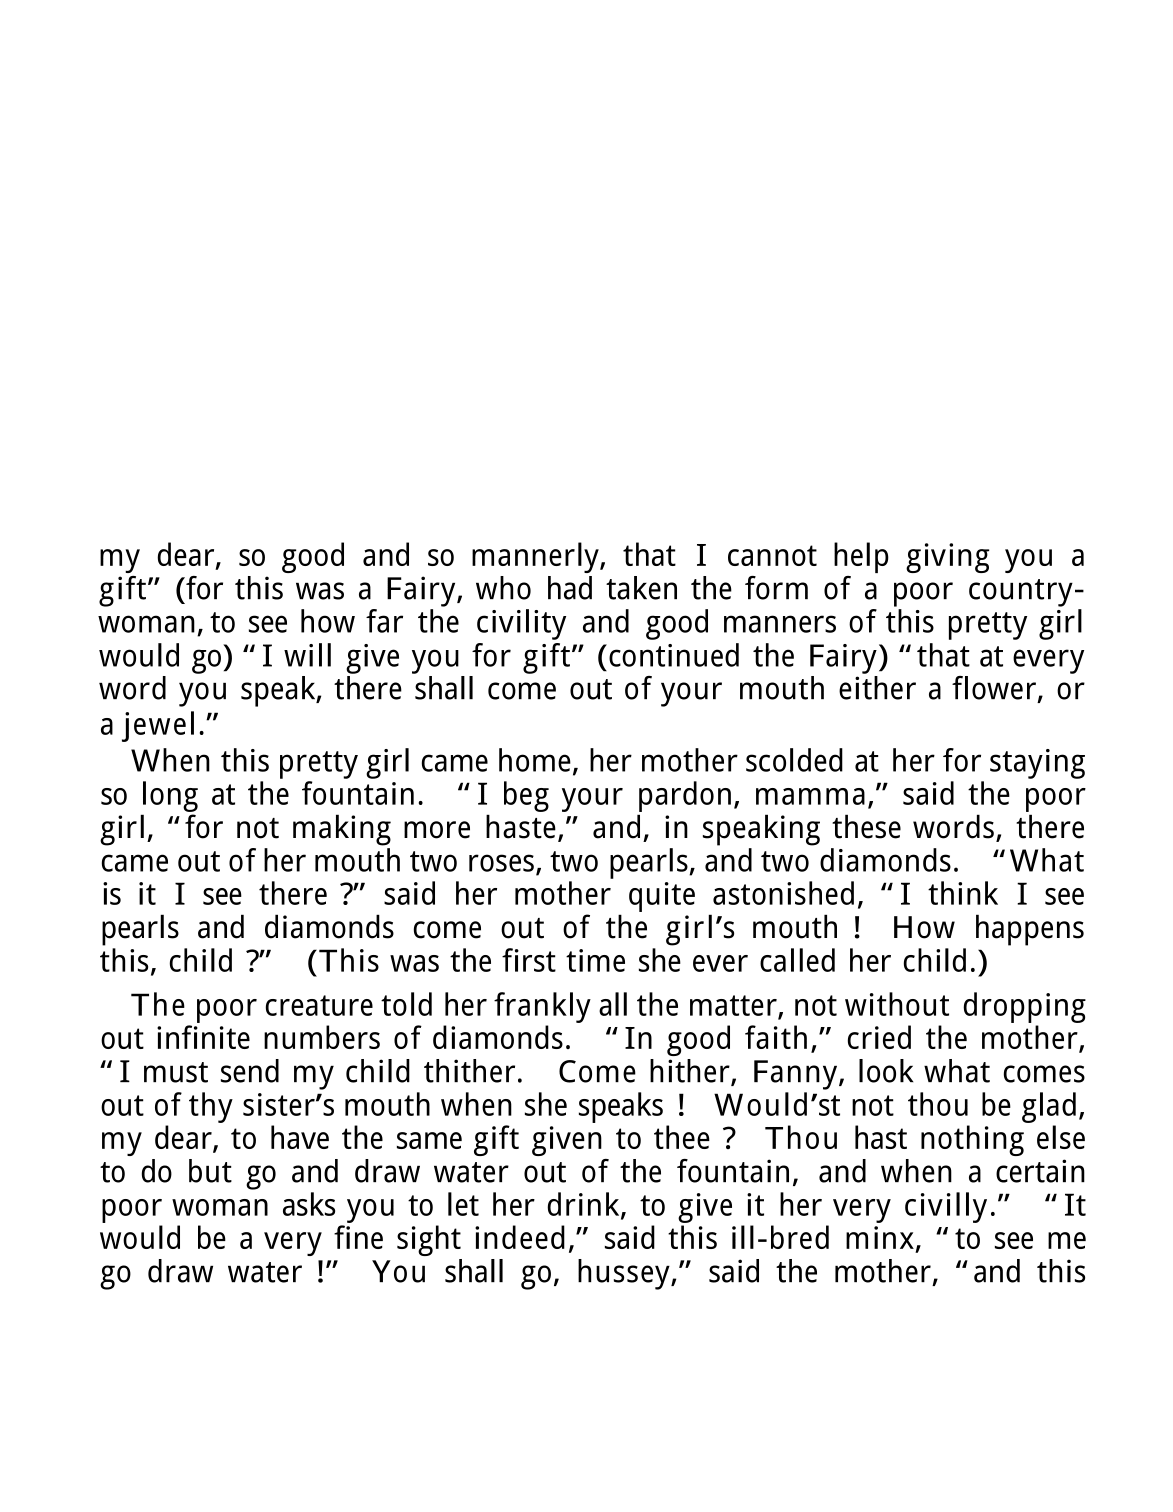 my dear, so good and so mannerly, that I cannot help giving you a
gift” (for this was a Fairy, who had taken the form of a poor country-
woman, to see how far the civility and good manners of this pretty girl
would go) “ I will give you for gift” (continued the Fairy) “ that at every
word you speak, there shall come out of your mouth either a flower, or
a jewel.”
When this pretty girl came home, her mother scolded at her for staying
so long at the fountain. “ I beg your pardon, mamma,” said the poor
girl, “ for not making more haste,” and, in speaking these words, there
came out of her mouth two roses, two pearls, and two diamonds. “ What
is it I see there ?” said her mother quite astonished, “ I think I see
pearls and diamonds come out of the girl’s mouth ! How happens
this, child ?” (This was the first time she ever called her child.)
The poor creature told her frankly all the matter, not without dropping
out infinite numbers of diamonds. “ In good faith,” cried the mother,
“ I must send my child thither. Come hither, Fanny, look what comes
out of thy sister’s mouth when she speaks ! Would’st not thou be glad,
my dear, to have the same gift given to thee ? Thou hast nothing else
to do but go and draw water out of the fountain, and when a certain
poor woman asks you to let her drink, to give it her very civilly.” “ It
would be a very fine sight indeed,” said this ill-bred minx, “ to see me
go draw water !” You shall go, hussey,” said the mother, “ and this